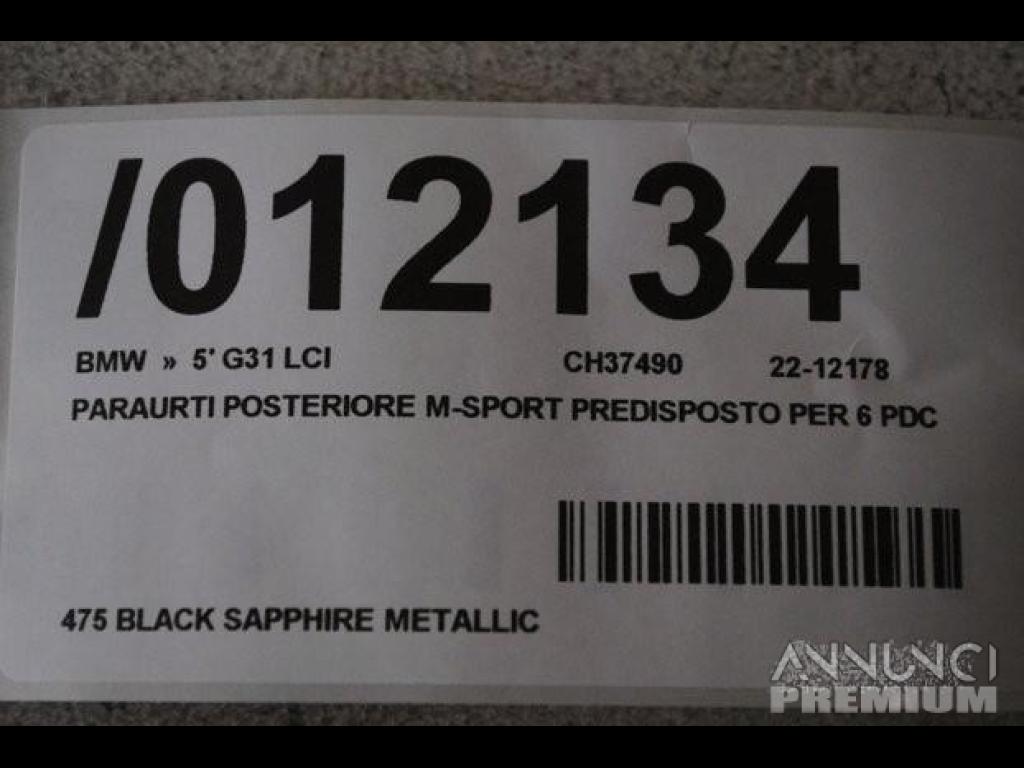 /012134
BMW » 5' G31 LCI CH37490 22-12178
PARAURTI POSTERIORE M-SPORT PREDISPOSTO PER 6 PDC
475 BLACK SAPPHIRE METALLIC
ANNUNCI
PREMIUM